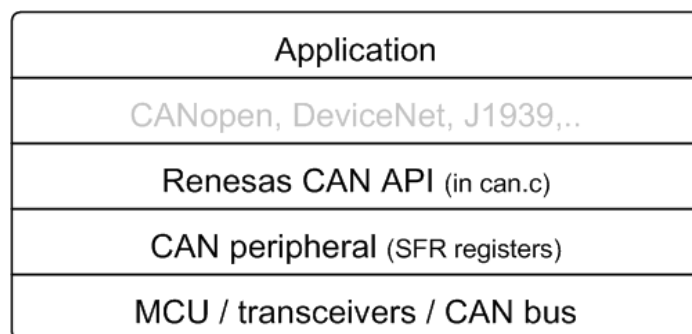 Application
CANopen, DeviceNet, J1939,..
Renesas CAN API (in can.c)
CAN peripheral (SFR registers)
MCU / transceivers / CAN bus